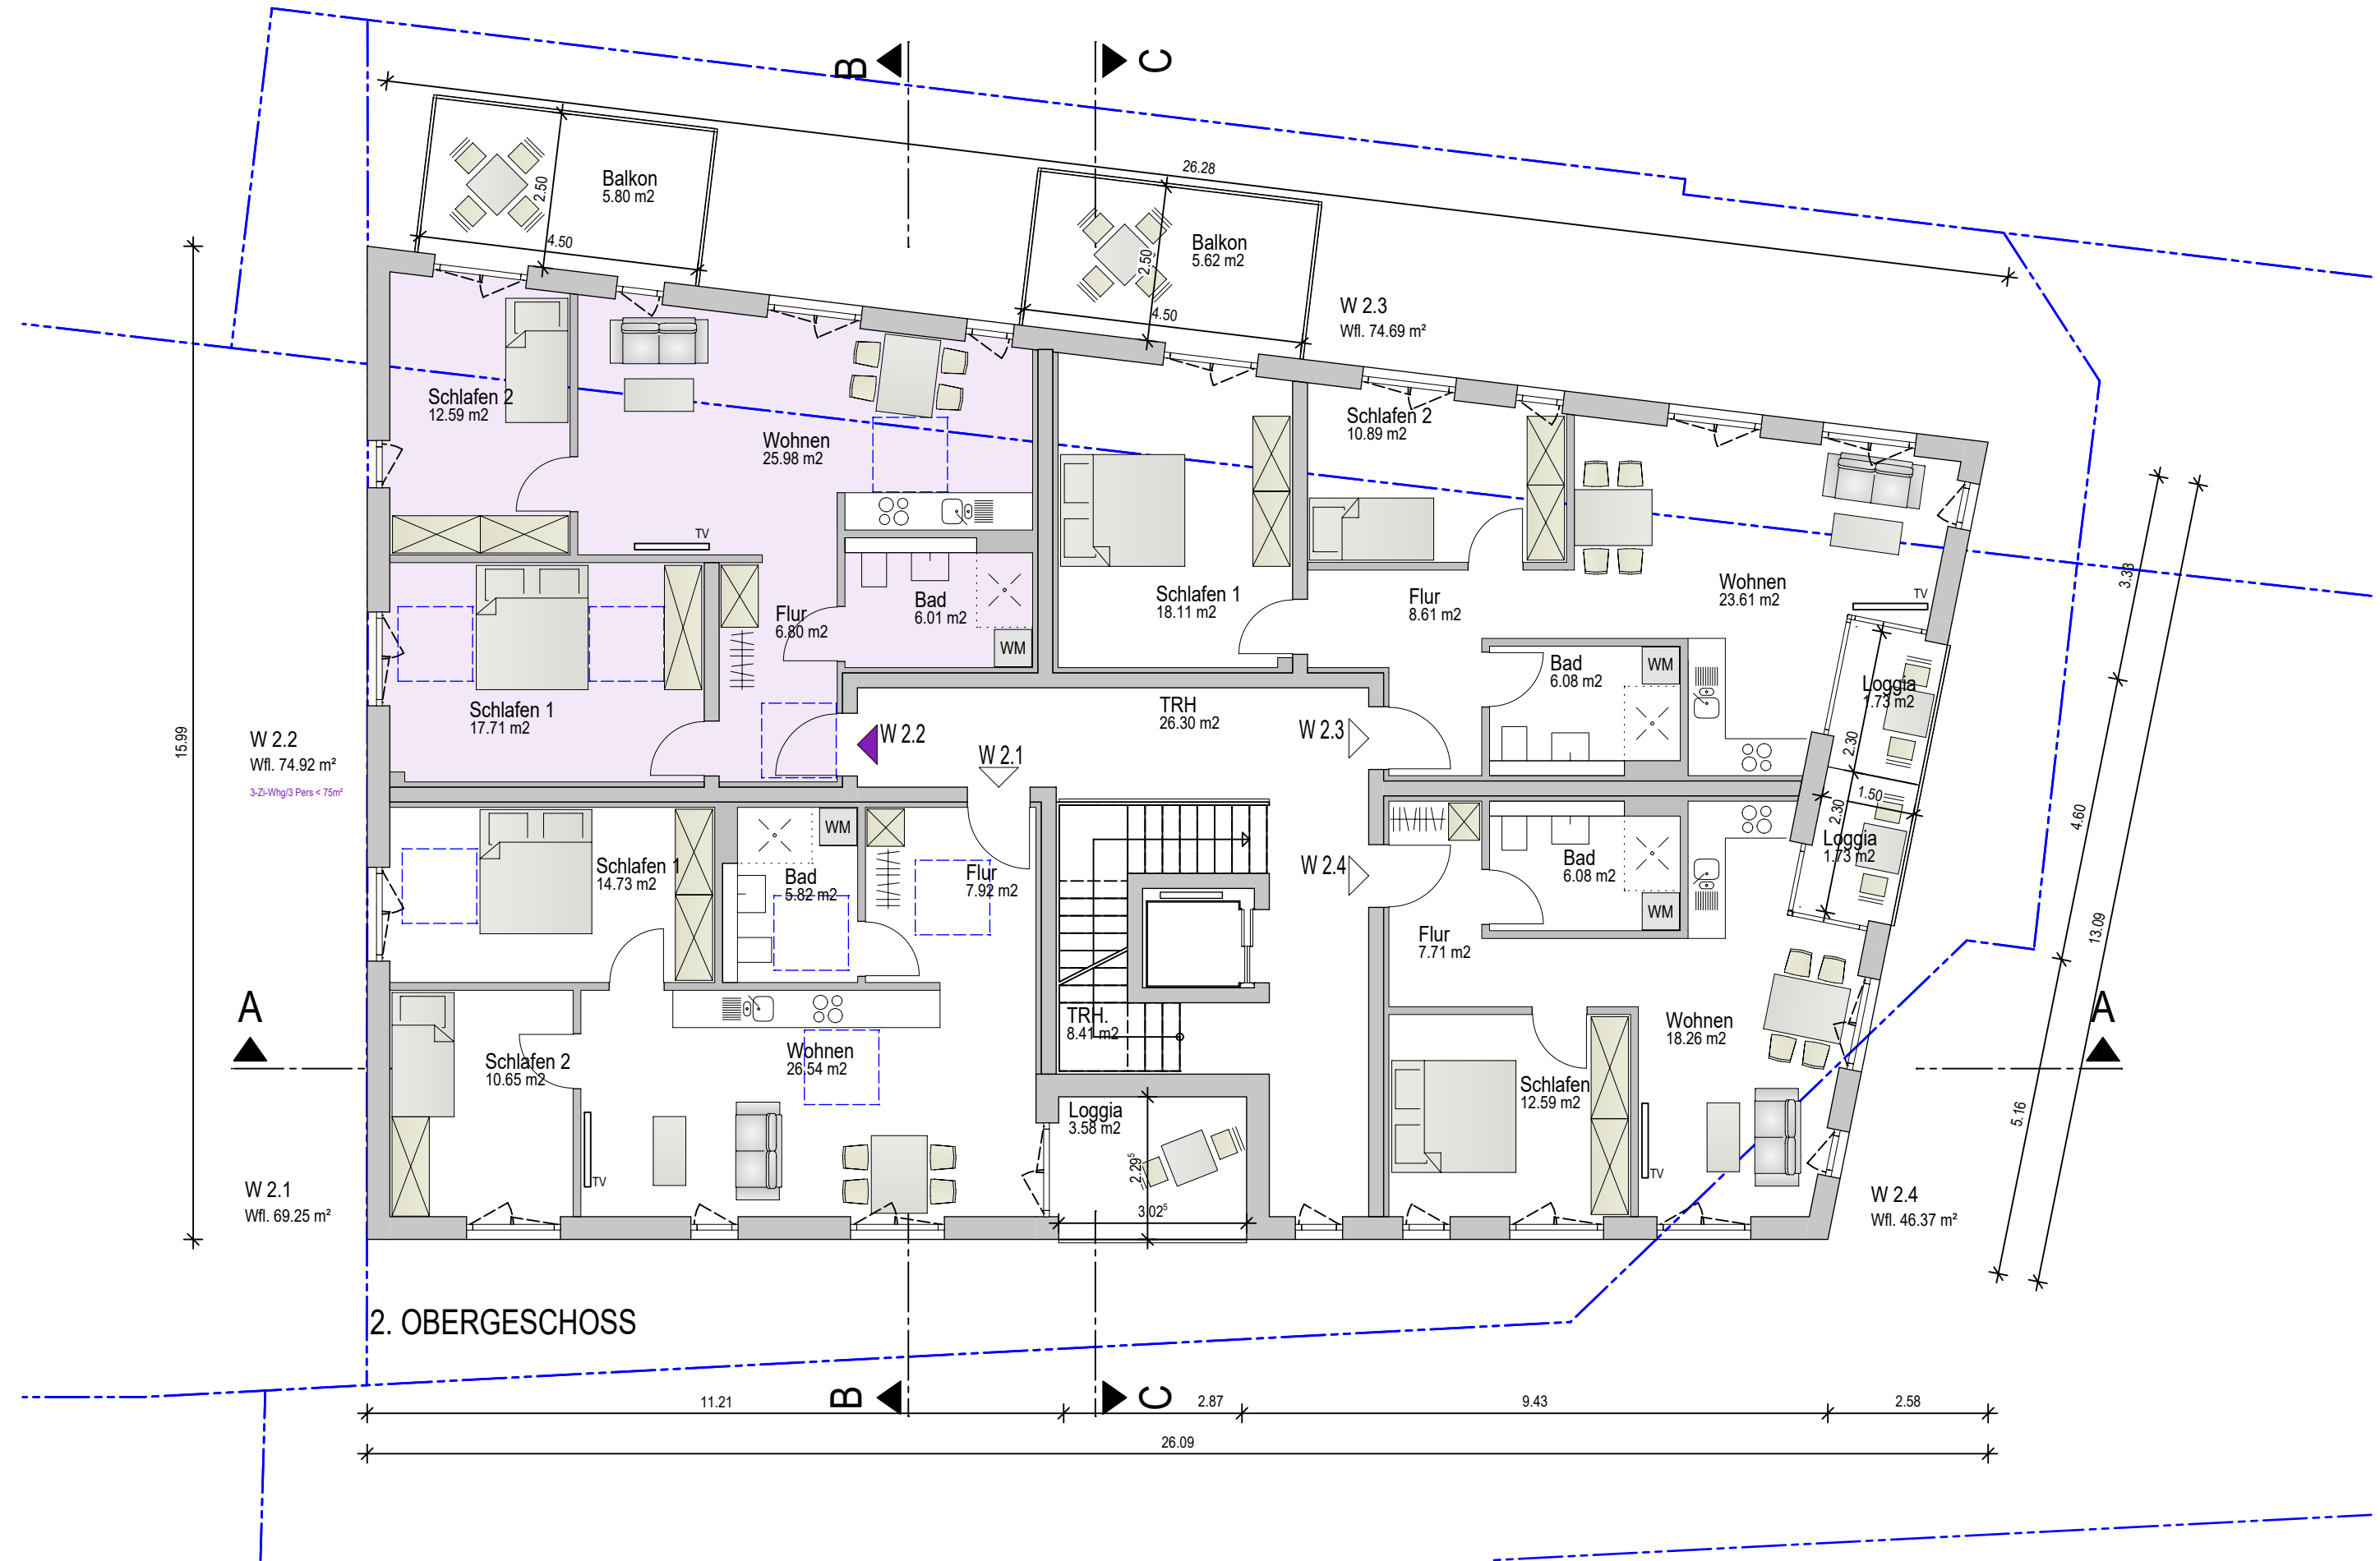 B
C
26.28
Balkon
5.80 m2
2.50
4.50
Balkon
5.62 m2
2.50
4.50
W 2.3
Wfl. 74.69 m²
Schlafen 2
12.59 m2
Wohnen
25.98 m2
TV
Schlafen 2
10.89 m2
Wohnen
23.61 m2
TV
Schlafen 1
17.71 m2
Flur
6.80 m2
Bad
6.01 m2
WM
Schlafen 1
18.11 m2
Flur
8.61 m2
Bad
6.08 m2
WM
Loggia
1.73 m2
2.30
1.50
2.30
Loggia
1.73 m2
3.33
4.60
13.09
5.16
15.99
W 2.2
Wfl. 74.92 m²
3-Zi-Whg/3 Pers < 75m²
W 2.2
W 2.1
TRH
26.30 m2
W 2.3
W 2.4
Schlafen 1
14.73 m2
Bad
5.82 m2
WM
Flur
7.92 m2
Bad
6.08 m2
WM
Flur
7.71 m2
A
A
Schlafen 2
10.65 m2
Wohnen
26.54 m2
TV
TRH.
8.41 m2
Loggia
3.58 m2
2.29⁵
3.02⁵
Schlafen
12.59 m2
Wohnen
18.26 m2
TV
W 2.1
Wfl. 69.25 m²
W 2.4
Wfl. 46.37 m²
2. OBERGESCHOSS
B
C
11.21
2.87
9.43
2.58
26.09